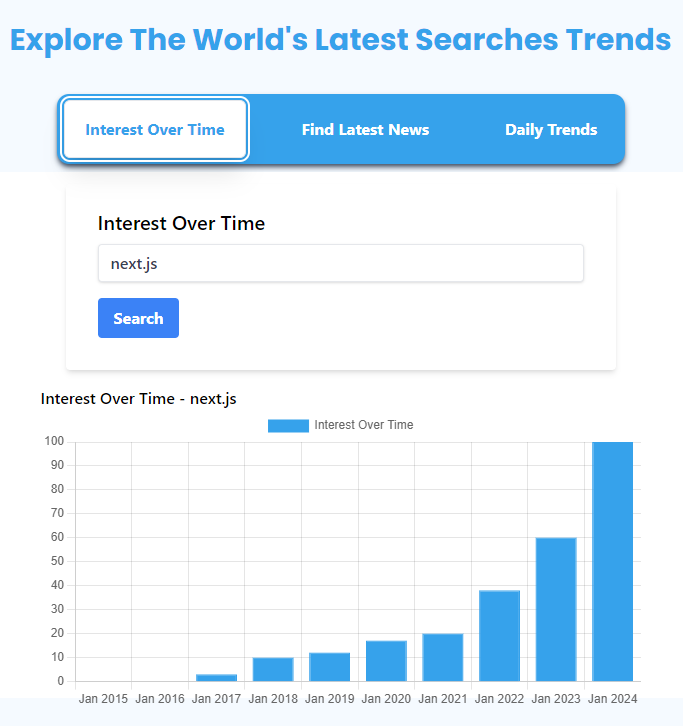 Explore The World's Latest Searches Trends
Interest Over Time Find Latest News Daily Trends
Interest Over Time
next.js
Search
Interest Over Time - next.js
Interest Over Time
100
90
80
70
60
50
40
30
20
10
0
Jan 2015 Jan 2016 Jan 2017 Jan 2018 Jan 2019 Jan 2020 Jan 2021 Jan 2022 Jan 2023 Jan 2024